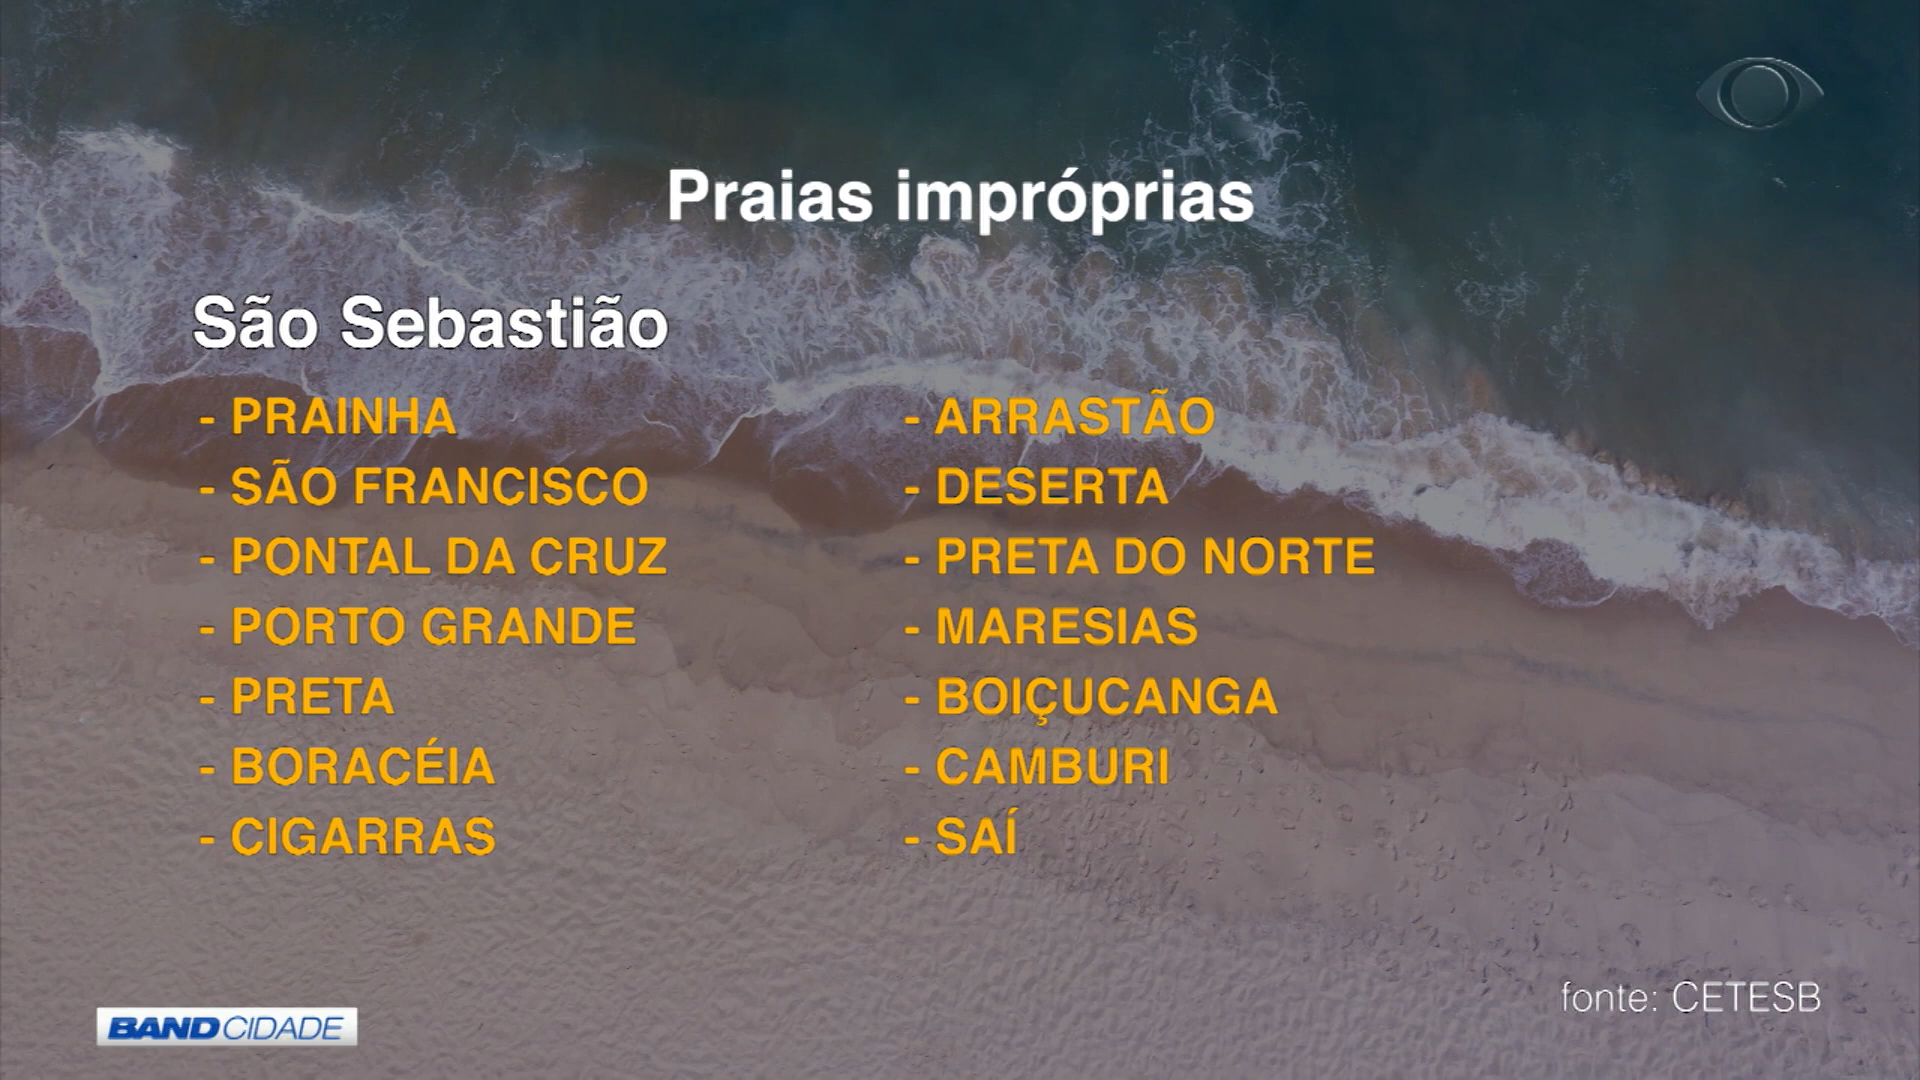 Praias impróprias
São Sebastião
- PRAINHA
- SÃO FRANCISCO
- PONTAL DA CRUZ
- PORTO GRANDE
- PRETA
- BORACÉIA
- CIGARRAS
- ARRASTÃO
- DESERTA
- PRETA DO NORTE
- MARESIAS
- BOIÇUCANGA
- CAMBURI
- SAÍ
fonte: CETESB
BAND CIDADE